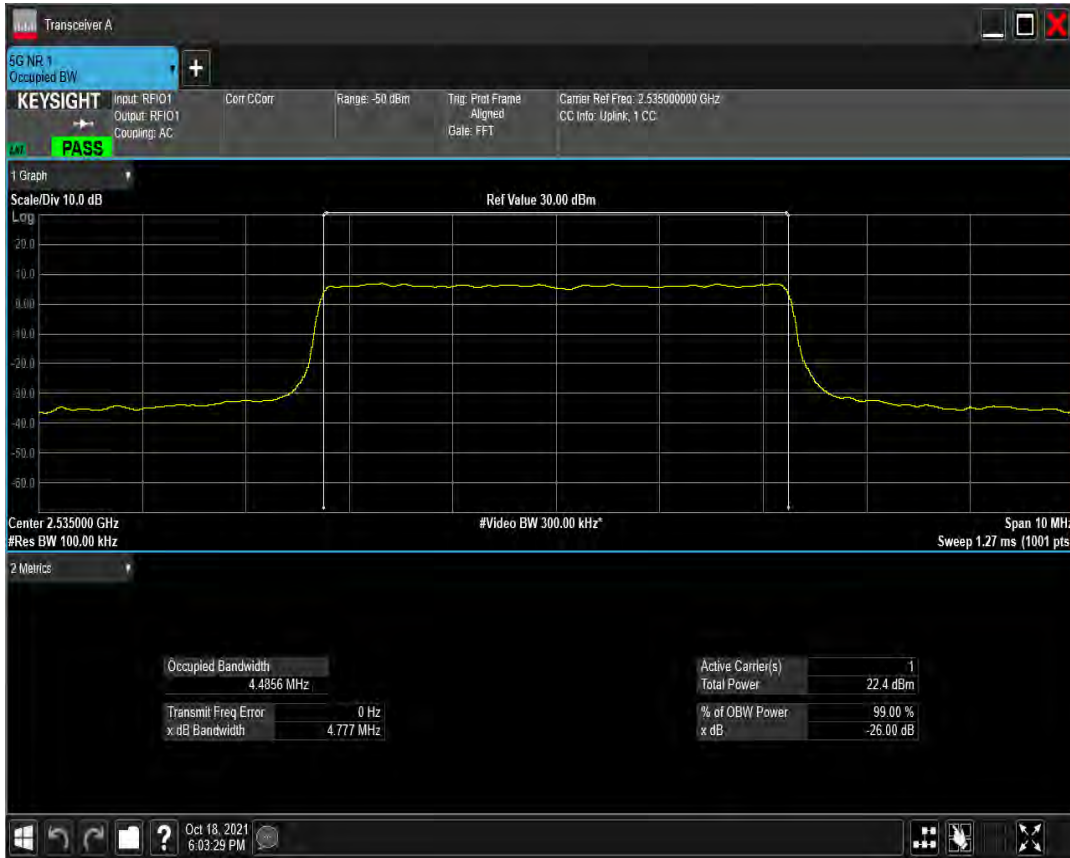 Transceiver A
5G NR 1
Occupied BW
+
KEYSIGHT
PASS
Input: RFIO1
Output: RFIO1
Coupling: AC
Corr CCorr
Range: -50 dBm
Trig: Prot Frame
Aligned
Gate: FFT
Carrier Ref Freq: 2.535000000 GHz
CC Info: Uplink, 1 CC
1 Graph
Scale/Div 10.0 dB
Ref Value 30.00 dBm
Log
20.0
10.0
0.00
-10.0
-20.0
-30.0
-40.0
-50.0
-60.0
Center 2.535000 GHz
#Video BW 300.00 kHz*
Span 10 MHz
#Res BW 100.00 kHz
Sweep 1.27 ms (1001 pts
2 Metrics
Occupied Bandwidth
4.4856 MHz
Transmit Freq Error 0 Hz
x dB Bandwidth 4.777 MHz
Active Carrier(s) 1
Total Power 22.4 dBm
% of OBW Power 99.00 %
x dB -26.00 dB
?
Oct 18, 2021
6:03:29 PM